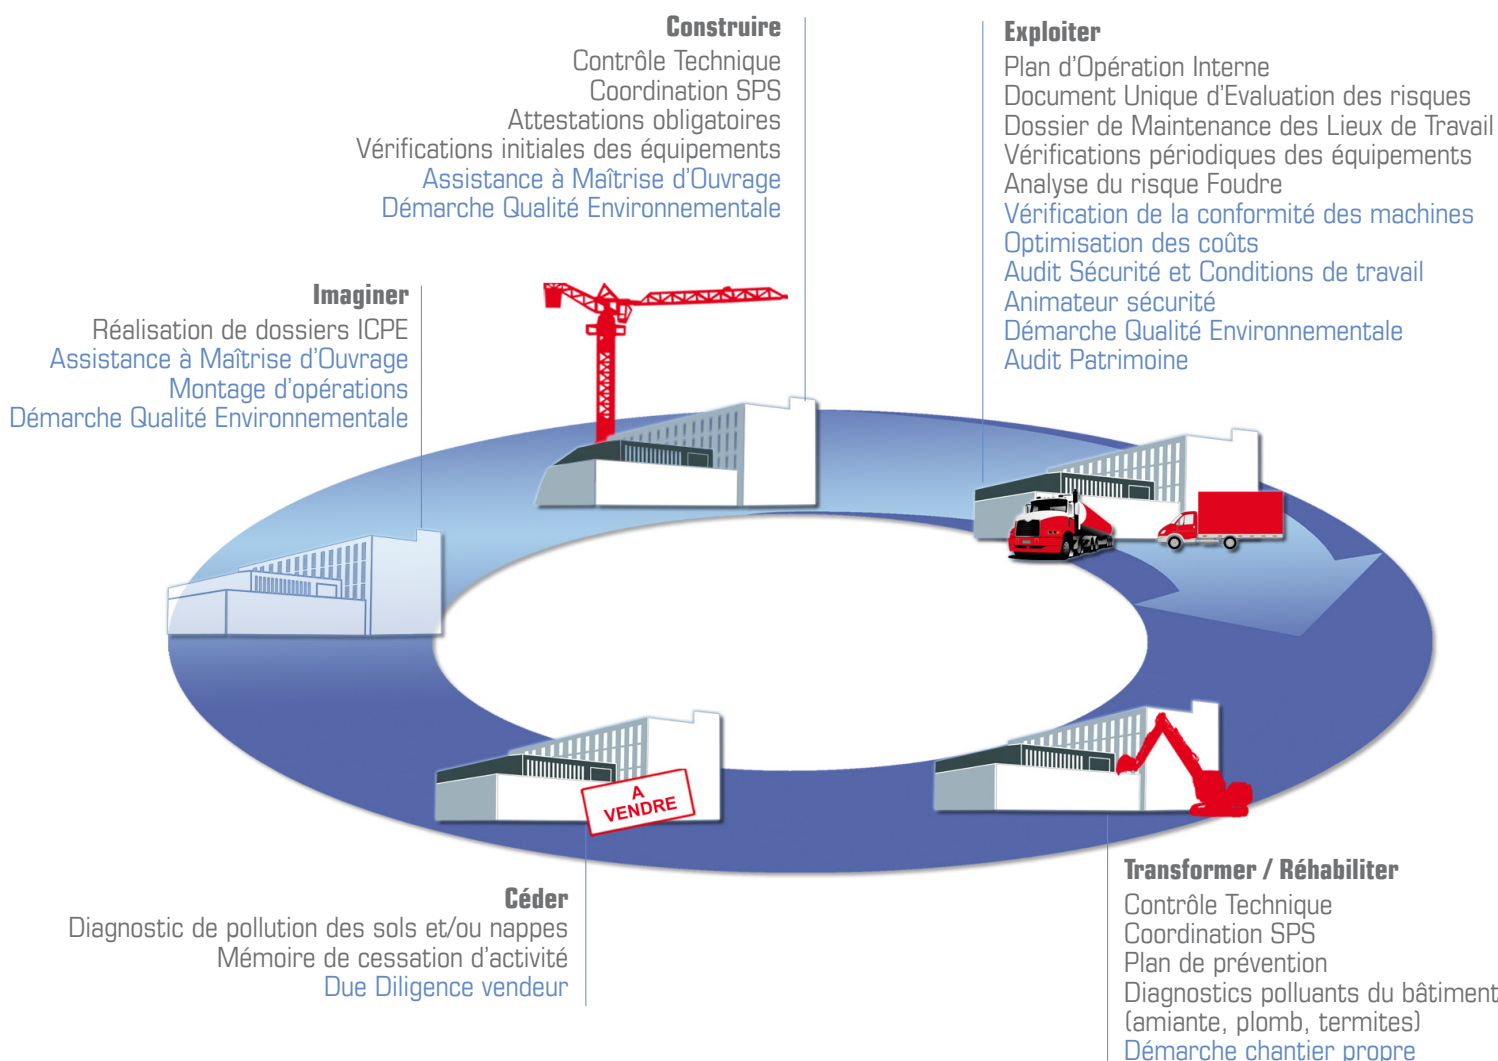 Construire
Contrôle Technique
Coordination SPS
Attestations obligatoires
Vérifications initiales des équipements
Assistance à Maîtrise d'Ouvrage
Démarche Qualité Environnementale
Exploiter
Plan d'Opération Interne
Document Unique d'Evaluation des risques
Dossier de Maintenance des Lieux de Travail
Vérifications périodiques des équipements
Analyse du risque Foudre
Vérification de la conformité des machines
Optimisation des coûts
Audit Sécurité et Conditions de travail
Animateur sécurité
Démarche Qualité Environnementale
Audit Patrimoine
Imaginer
Réalisation de dossiers ICPE
Assistance à Maîtrise d'Ouvrage
Montage d'opérations
Démarche Qualité Environnementale
A
VENDRE
Céder
Diagnostic de pollution des sols et/ou nappes
Mémoire de cessation d'activité
Due Diligence vendeur
Transformer / Réhabiliter
Contrôle Technique
Coordination SPS
Plan de prévention
Diagnostics polluants du bâtiment
(amiante, plomb, termites)
Démarche chantier propre